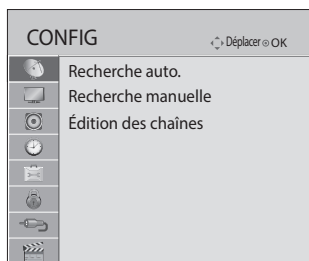 CONFIG
Déplacer OK
Recherche auto.
Recherche manuelle
Édition des chaînes